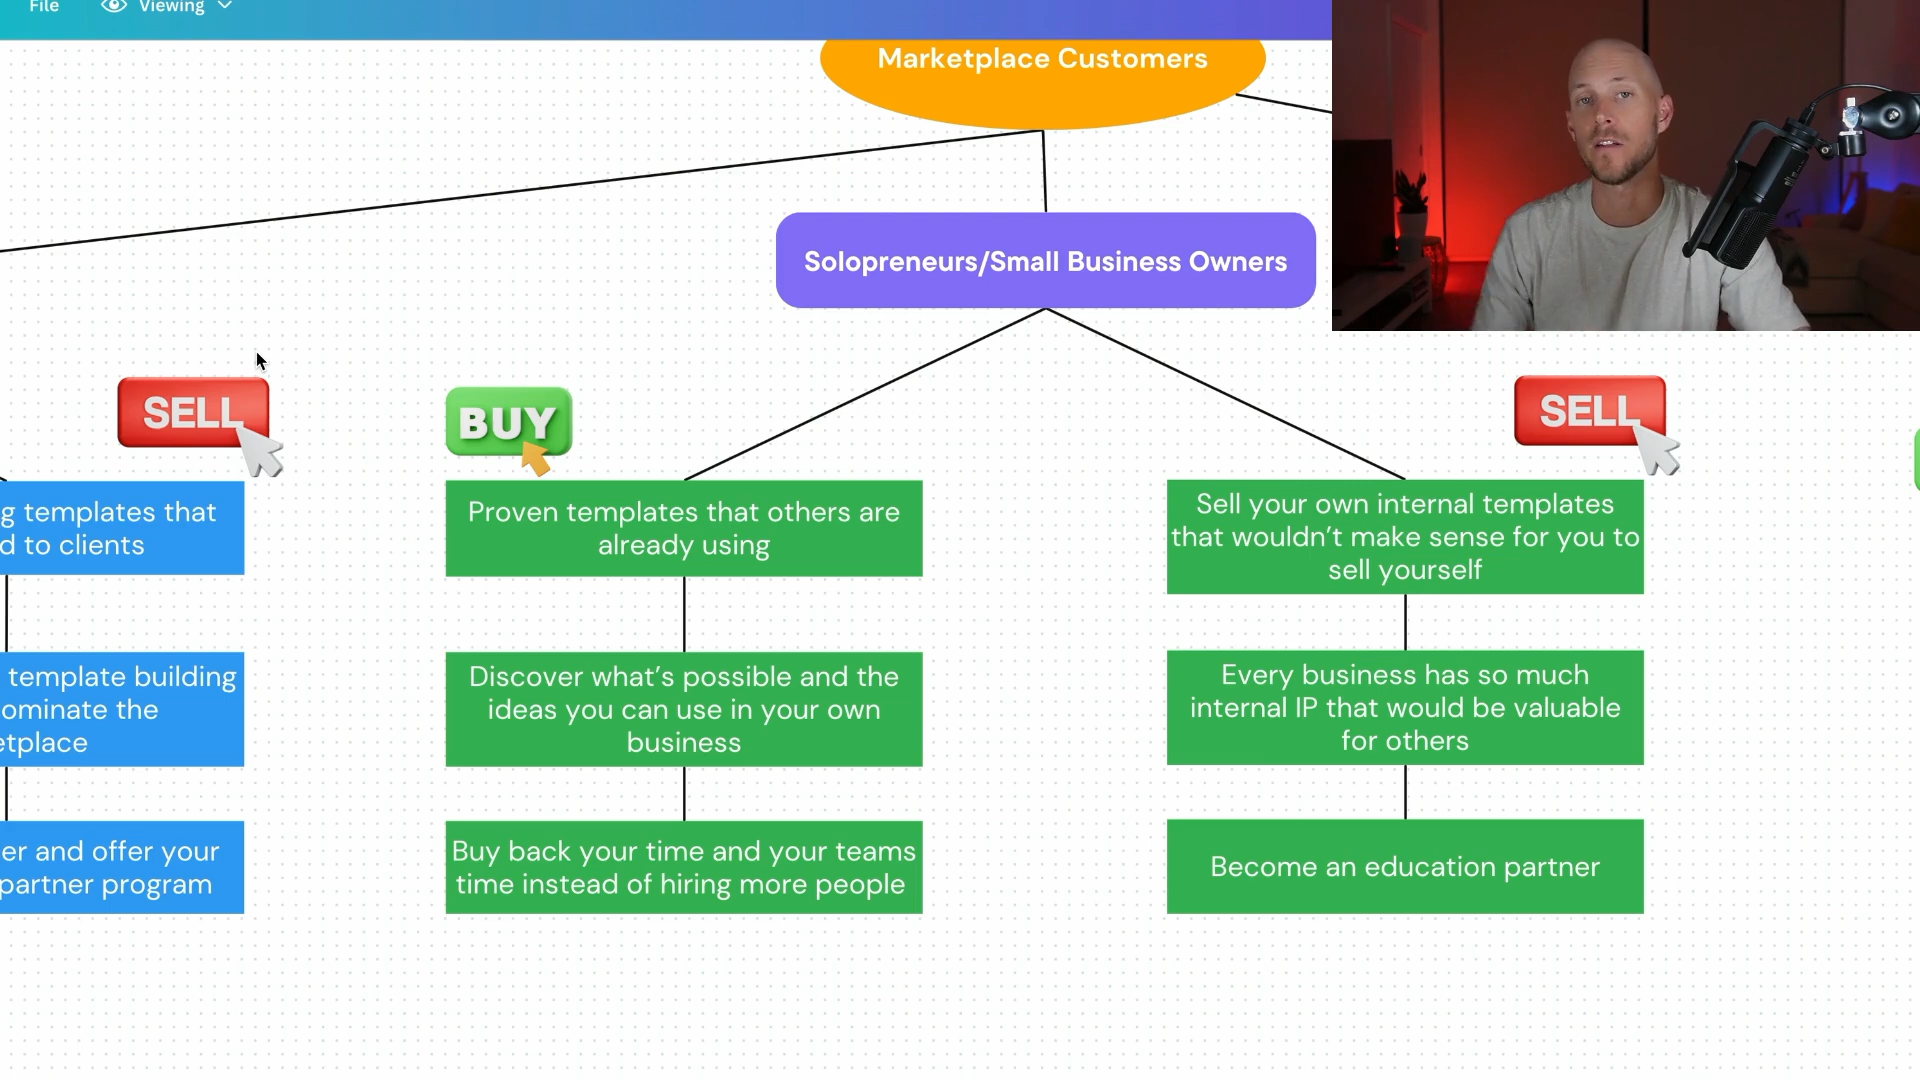 File
Viewing
Marketplace Customers
Solopreneurs/Small Business Owners
SELL
BUY
SELL
g templates that
d to clients
template building
ominate the
etplace
er and offer your
partner program
Proven templates that others are
already using
Discover what’s possible and the
ideas you can use in your own
business
Buy back your time and your teams
time instead of hiring more people
Sell your own internal templates
that wouldn’t make sense for you to
sell yourself
Every business has so much
internal IP that would be valuable
for others
Become an education partner